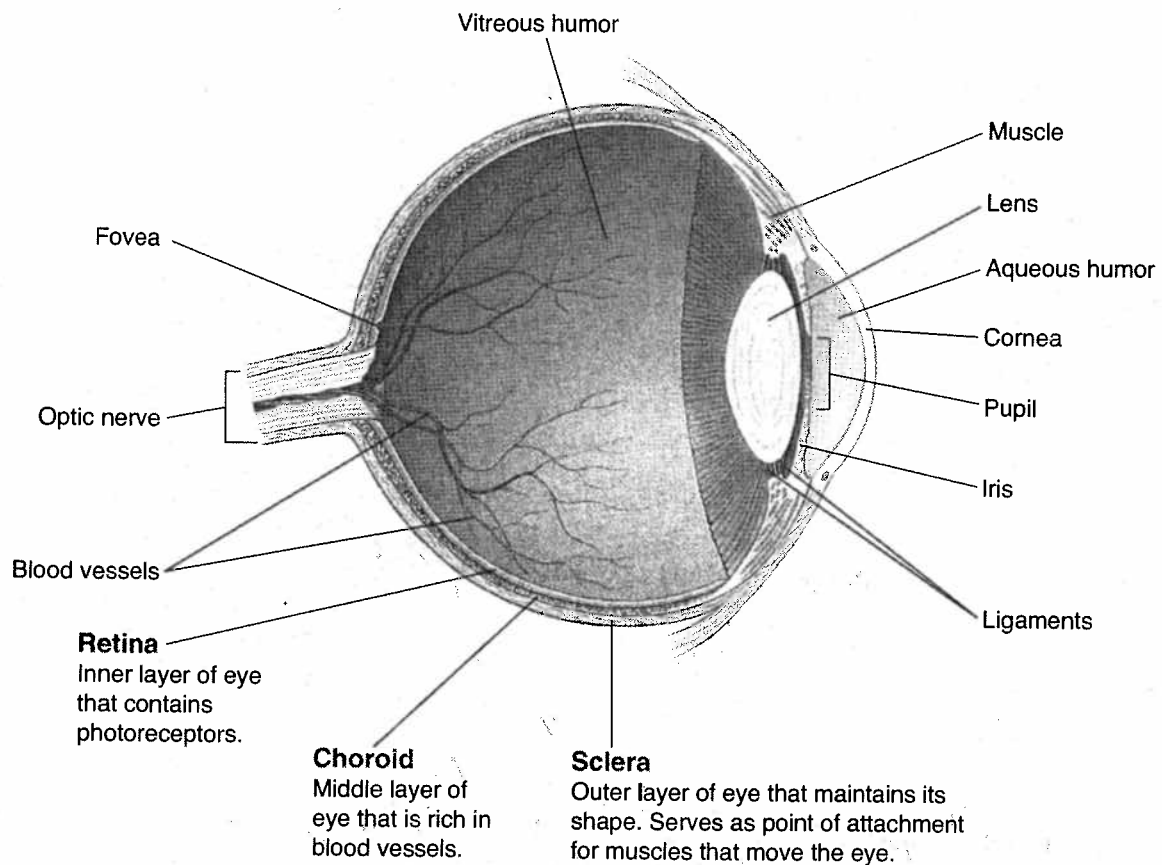 Vitreous humor
Muscle
Lens
Fovea
Aqueous humor
Cornea
Optic nerve
Pupil
Iris
Blood vessels
Ligaments
Retina
Inner layer of eye
that contains
photoreceptors.
Choroid
Middle layer of
eye that is rich in
blood vessels.
Sclera
Outer layer of eye that maintains its
shape. Serves as point of attachment
for muscles that move the eye.